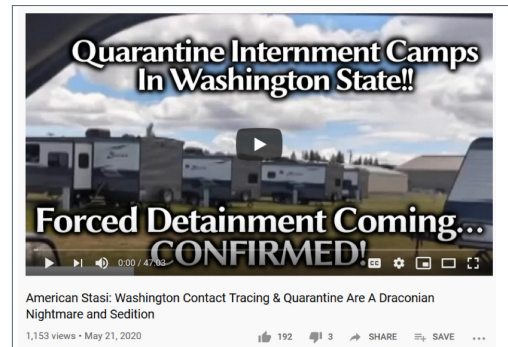 Quarantine Internment Camps
In Washington State!!
Forced Detainment Coming...
CONFIRMED!
0:00 / 47:03
American Stasi: Washington Contact Tracing & Quarantine Are A Draconian
Nightmare and Sedition
1,153 views • May 21, 2020
192
3
SHARE
SAVE